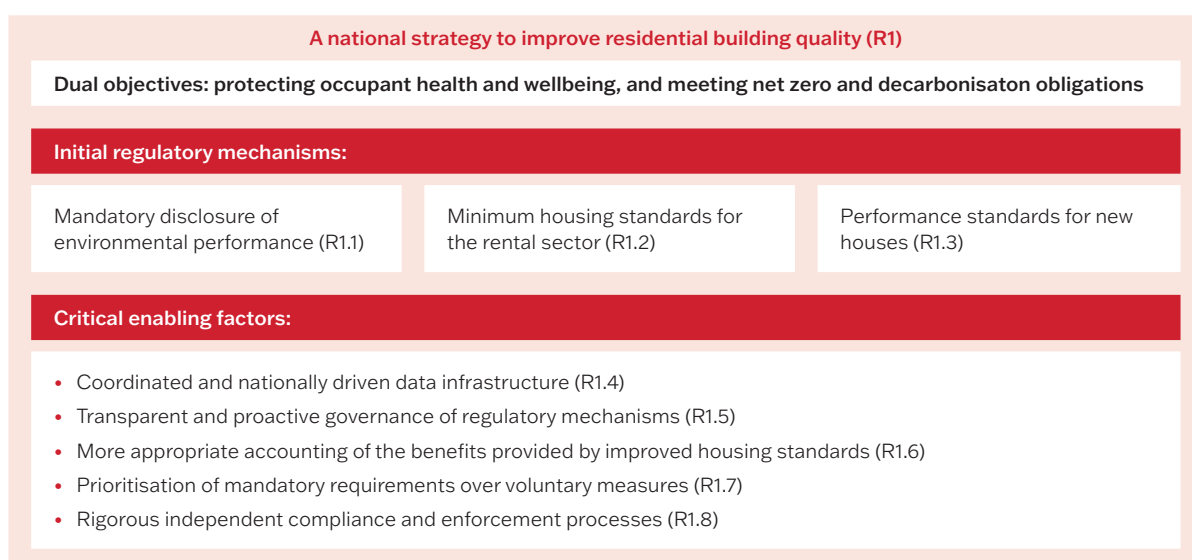 A national strategy to improve residential building quality (R1)
Dual objectives: protecting occupant health and wellbeing, and meeting net zero and decarbonisaton obligations
Initial regulatory mechanisms:
Mandatory disclosure of
environmental performance (R1.1)
Minimum housing standards for
the rental sector (R1.2)
Performance standards for new
houses (R1.3)
Critical enabling factors:
• Coordinated and nationally driven data infrastructure (R1.4)
• Transparent and proactive governance of regulatory mechanisms (R1.5)
• More appropriate accounting of the benefits provided by improved housing standards (R1.6)
• Prioritisation of mandatory requirements over voluntary measures (R1.7)
• Rigorous independent compliance and enforcement processes (R1.8)